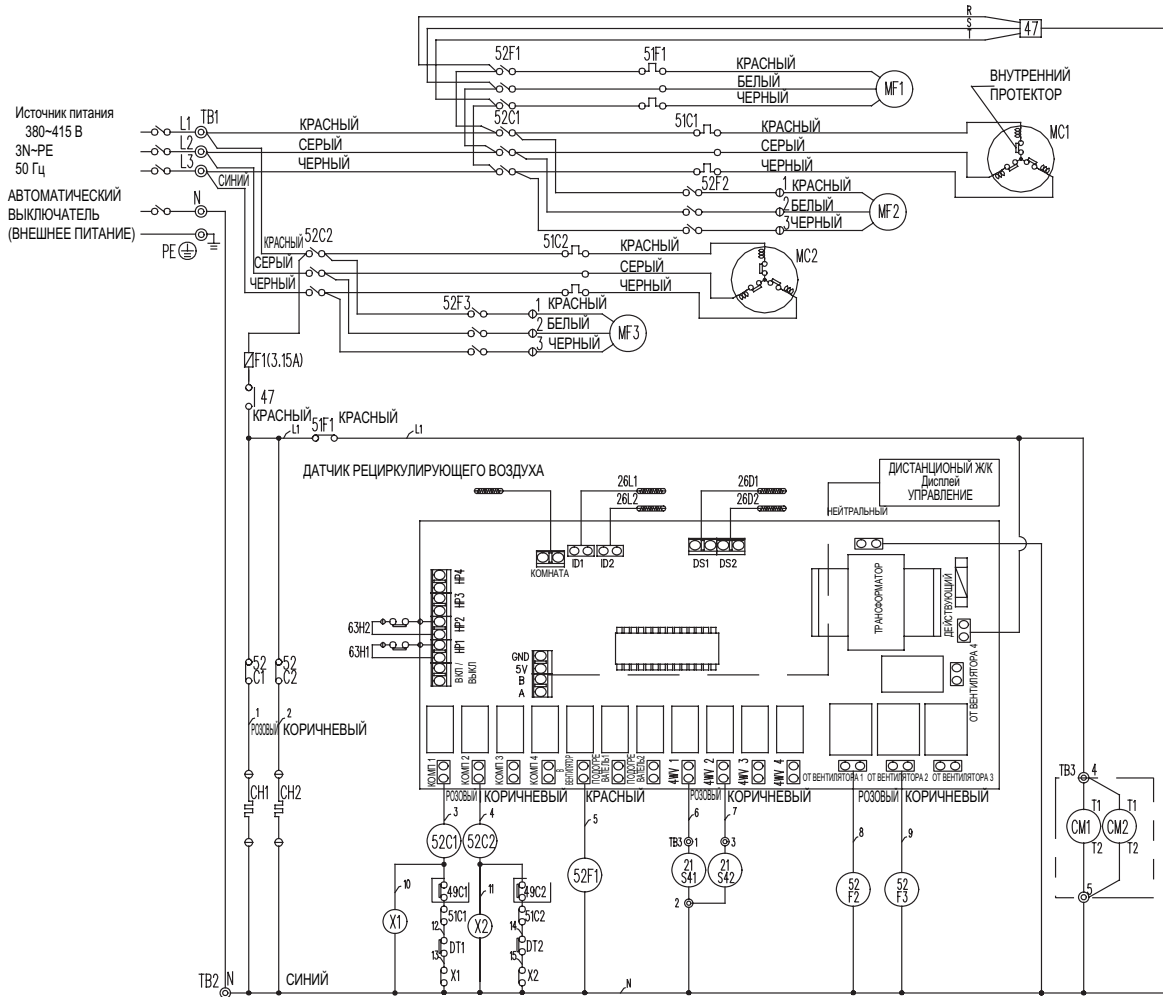 R
S
T
47
52F1
51F1
КРАСНЫЙ
БЕЛЫЙ
ЧЕРНЫЙ
MF1
ВНУТРЕННИЙ
ПРОТЕКТОР
Источник питания
380~415 В
3N~PE
50 Гц
L1
TB1
КРАСНЫЙ
52C1
51C1
КРАСНЫЙ
MC1
L2
СЕРЫЙ
СЕРЫЙ
L3
ЧЕРНЫЙ
ЧЕРНЫЙ
СИНИЙ
АВТОМАТИЧЕСКИЙ
ВЫКЛЮЧАТЕЛЬ
(ВНЕШНЕЕ ПИТАНИЕ)
N
PE
52F2
1 КРАСНЫЙ
2 БЕЛЫЙ
3 ЧЕРНЫЙ
MF2
КРАСНЫЙ
52C2
51C2
КРАСНЫЙ
MC2
СЕРЫЙ
СЕРЫЙ
ЧЕРНЫЙ
ЧЕРНЫЙ
52F3
1 КРАСНЫЙ
2 БЕЛЫЙ
3 ЧЕРНЫЙ
MF3
F1(3.15A)
47
КРАСНЫЙ
51F1
КРАСНЫЙ
L1
L1
ДАТЧИК РЕЦИРКУЛИРУЮЩЕГО ВОЗДУХА
26L1
26L2
26D1
26D2
ДИСТАНЦИОНЫЙ Ж/К
Дисплей
УПРАВЛЕНИЕ
НЕЙТРАЛЬНЫЙ
КОМНАТА
ID1
ID2
DS1
DS2
ТРАНСФОРМАТОР
ДЕЙСТВУЮЩИЙ
HP4
HP3
HP2
HP1
ВКП /
ВЫКЛ
63H2
63H1
GND
5V
B
A
ОТ ВЕНТИЛЯТОРА 4
52
C1
52
C2
1
РОЗОВЫЙ
2
КОРИЧНЕВЫЙ
CH1
CH2
КОМП 1
КОМП 2
КОМП 3
КОМП 4
В
ВЕНТИЛЯТОР
ПОДОГРЕ
ВАТЕЛЬ1
ПОДОГРЕ
ВАТЕЛЬ2
4WV 1
4WV 2
4WV 3
4WV 4
ОТ ВЕНТИЛЯТОРА 1
ОТ ВЕНТИЛЯТОРА 2
ОТ ВЕНТИЛЯТОРА 3
РОЗОВЫЙ
КОРИЧНЕВЫЙ
КРАСНЫЙ
РОЗОВЫЙ
КОРИЧНЕВЫЙ
РОЗОВЫЙ
КОРИЧНЕВЫЙ
3
4
5
6
7
8
9
52C1
52C2
52F1
TB3
1
3
21
S41
21
S42
2
52
F2
52
F3
TB3
4
T1
T1
CM1
CM2
T2
T2
5
10
11
X1
X2
49C1
49C2
51C1
51C2
12
14
DT1
DT2
13
15
X1
X2
TB2
N
СИНИЙ
N